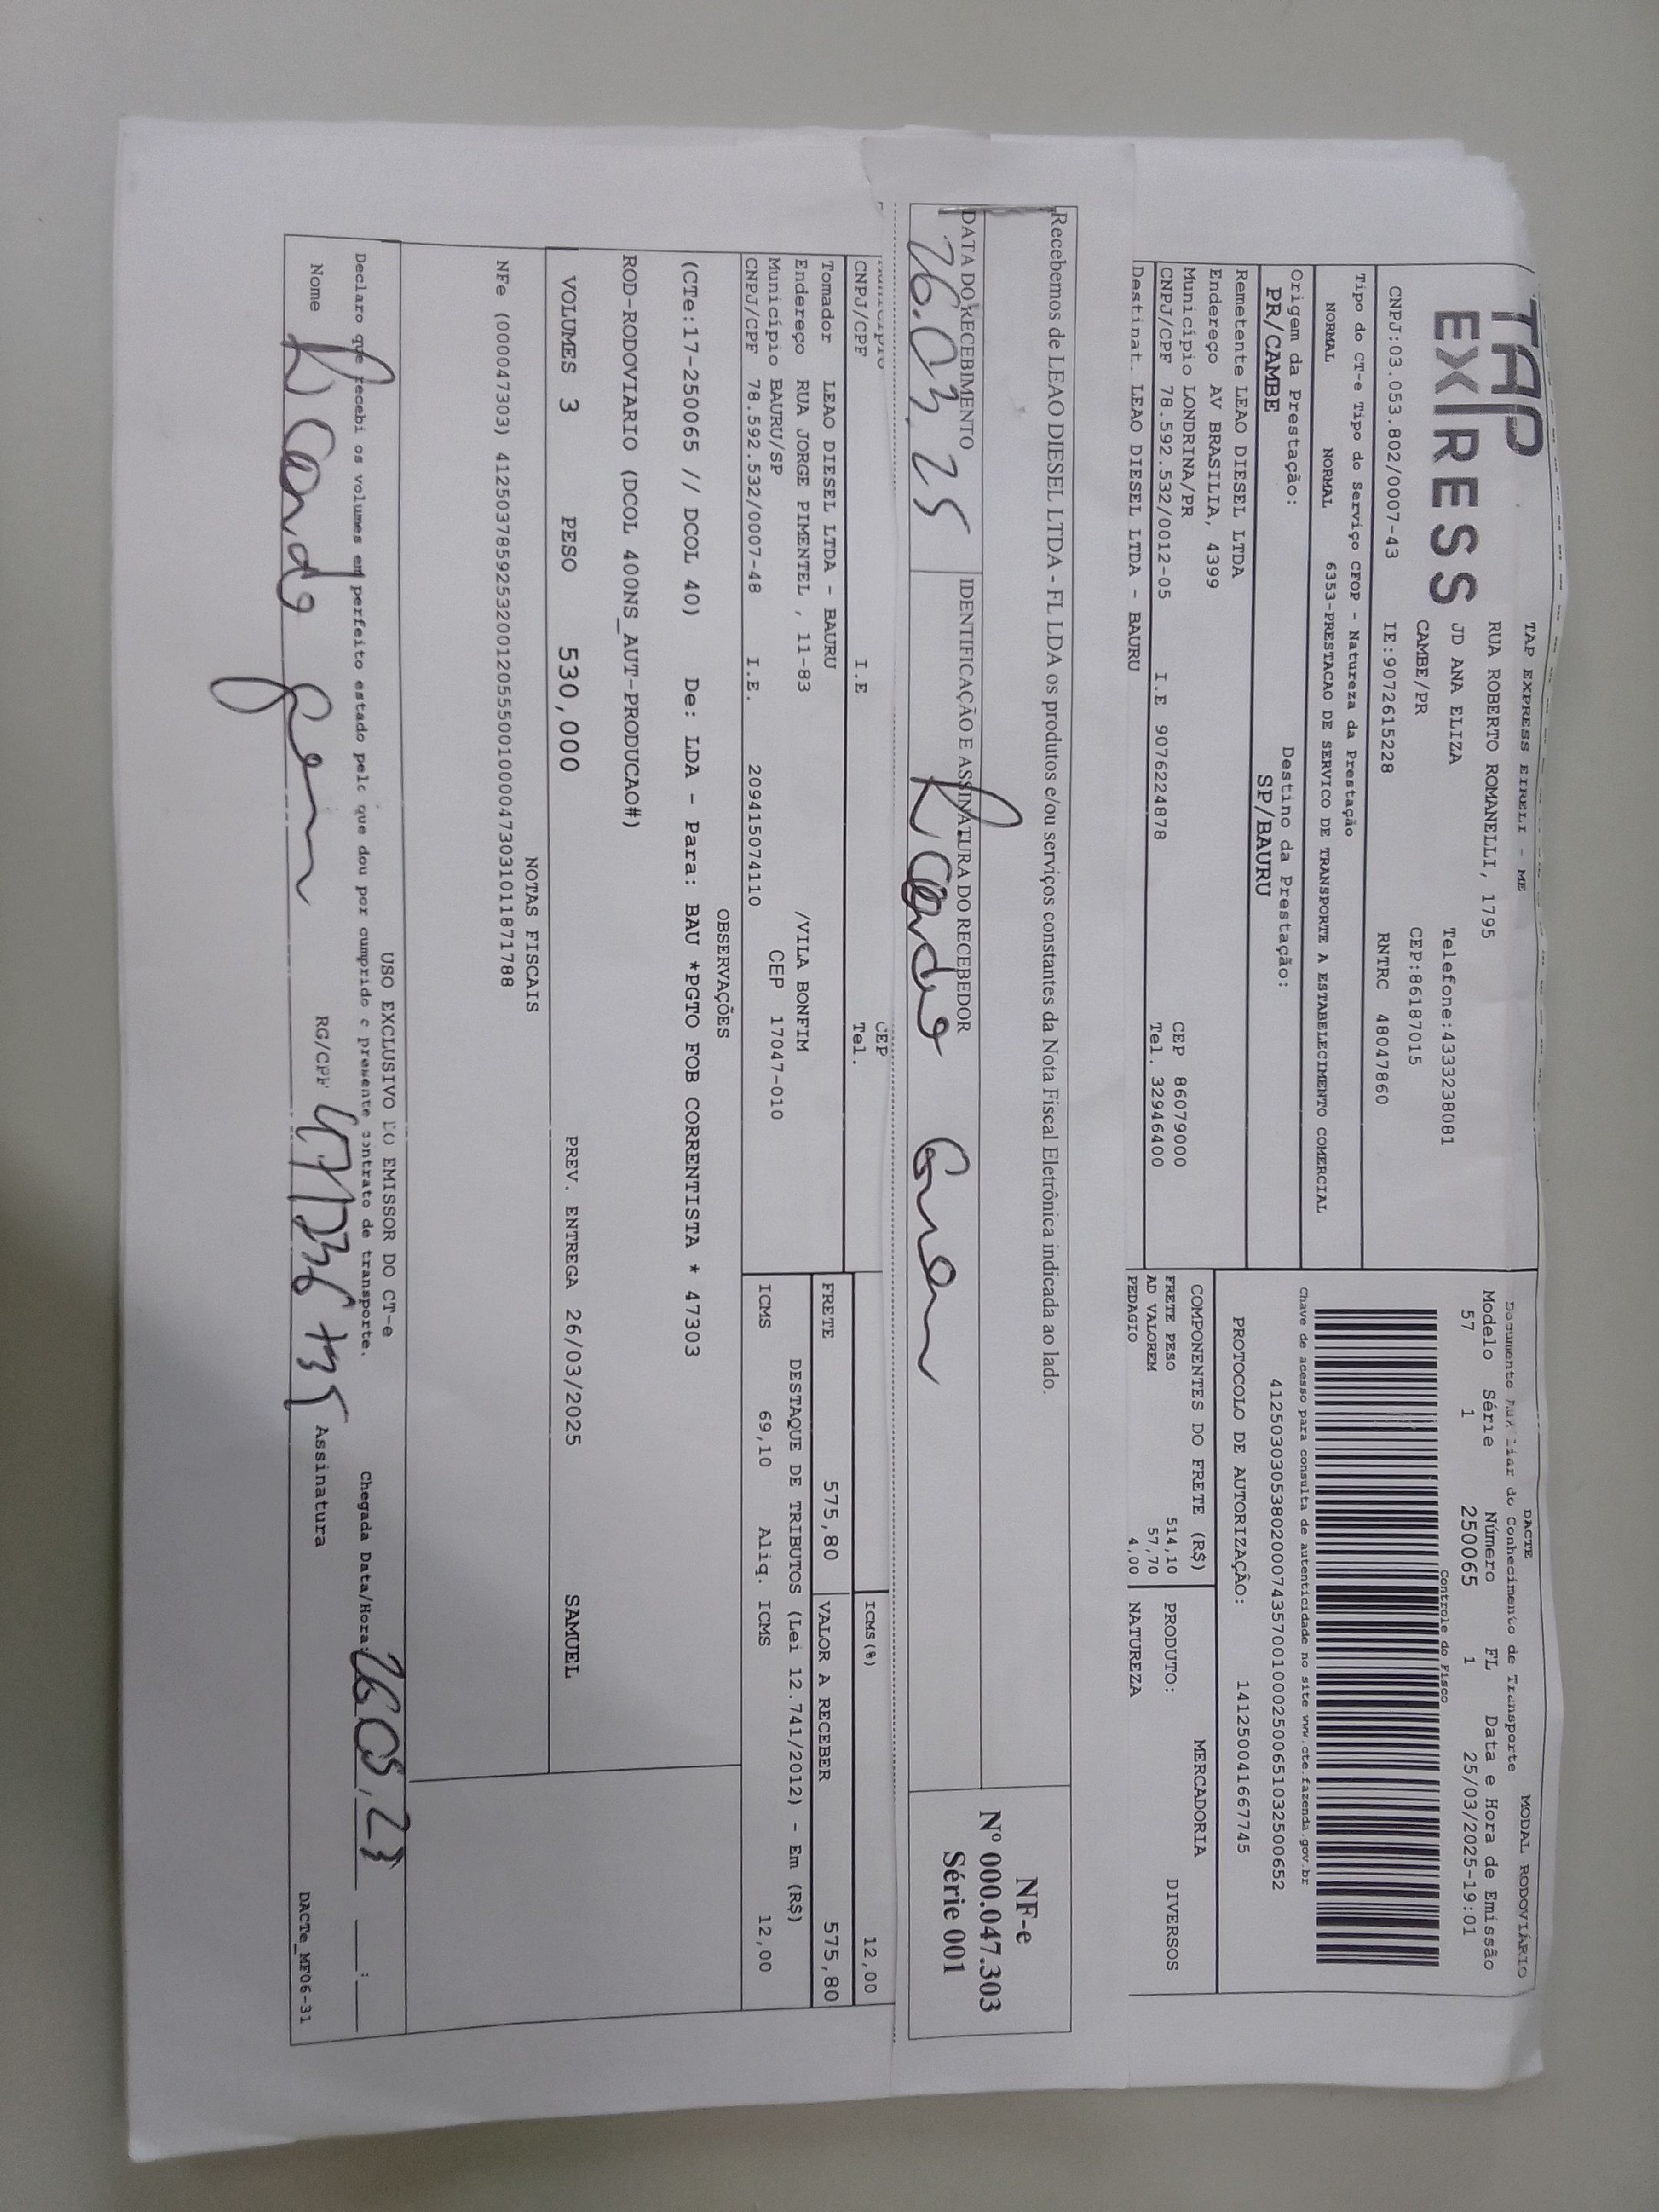 TAP EXPRESS
TAP EXPRESS EIRELI - ME
RUA ROBERTO ROMANELLI, 1795
JD ANA ELIZA Telefone:4333238081
CAMBE/PR CEP:86187015
CNPJ:03.053.802/0007-43 IE:9072615228 RNTRC 48047860
Tipo do CT-e Tipo do Serviço CFOP - Natureza da Prestação
NORMAL NORMAL 6353-PRESTACAO DE SERVICO DE TRANSPORTE A ESTABELECIMENTO COMERCIAL
Origem da Prestação: Destino da Prestação:
PR/CAMBE SP/BAURU
Remetente LEAO DIESEL LTDA
Endereço AV BRASILIA, 4399
Município LONDRINA/PR CEP 86079000
CNPJ/CPF 78.592.532/0012-05 I.E 9076224878 Tel. 32946400
Destinat. LEAO DIESEL LTDA - BAURU
DACTE MODAL RODOVIÁRIO
Documento Auxiliar do Conhecimento de Transporte
Modelo Série Número FL Data e Hora de Emissão
57 1 250065 1 25/03/2025-19:01
Controle do Fisco
Chave de acesso para consulta de autenticidade no site www.cte.fazenda.gov.br
41250303053802000743570010002500651032500652
PROTOCOLO DE AUTORIZAÇÃO: 141250041667745
COMPONENTES DO FRETE (R$) MERCADORIA
FRETE PESO 514,10 PRODUTO: DIVERSOS
AD VALOREM 57,70
PEDAGIO 4,00 NATUREZA
Recebemos de LEAO DIESEL LTDA - FL LDA os produtos e/ou serviços constantes da Nota Fiscal Eletrônica indicada ao lado.
DATA DO RECEBIMENTO IDENTIFICAÇÃO E ASSINATURA DO RECEBEDOR
26.03.25
NF-e
Nº 000.047.303
Série 001
CEP
CNPJ/CPF I.E Tel.
ICMS(%) 12,00
Tomador LEAO DIESEL LTDA - BAURU
Endereço RUA JORGE PIMENTEL , 11-83 /VILA BONFIM
Município BAURU/SP CEP 17047-010
CNPJ/CPF 78.592.532/0007-48 I.E. 209415074110
FRETE 575,80 VALOR A RECEBER 575,80
DESTAQUE DE TRIBUTOS (Lei 12.741/2012) - Em (R$)
ICMS 69,10 Aliq. ICMS 12,00
OBSERVAÇÕES
(CTe:17-250065 // DCOL 40) De: LDA - Para: BAU *PGTO FOB CORRENTISTA * 47303
ROD-RODOVIARIO (DCOL 400NS_AUT-PRODUCAO#)
VOLUMES 3 PESO 530,000 PREV. ENTREGA 26/03/2025 SAMUEL
NOTAS FISCAIS
NFe (000047303) 41250378592532001205550010000473031011871788
USO EXCLUSIVO DO EMISSOR DO CT-e
Declaro que recebi os volumes em perfeito estado pelo que dou por cumprido o presente contrato de transporte. Chegada Data/Hora:
Nome RG/CPF Assinatura
DACTe_MF06-31